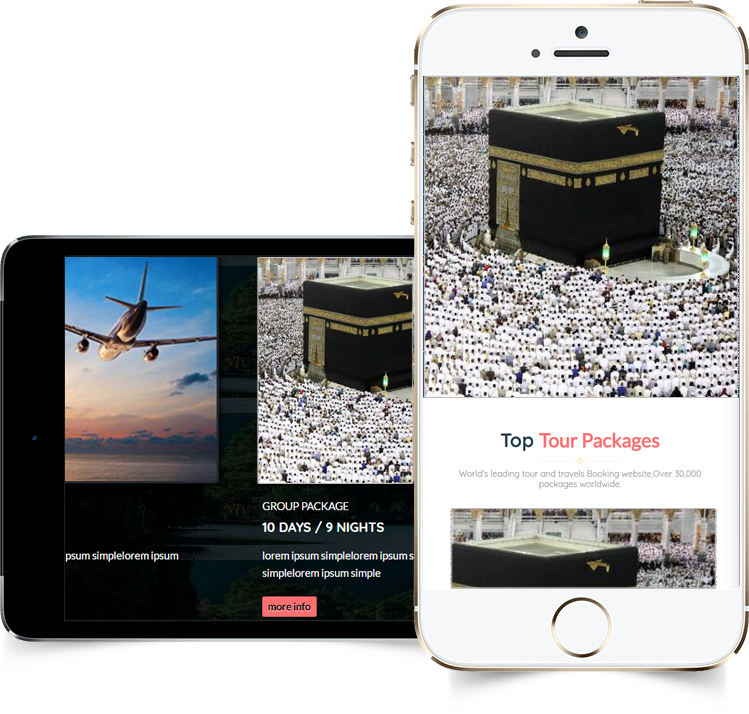 GROUP PACKAGE
10 DAYS / 9 NIGHTS
psum simplelorem ipsum
lorem ipsum simplelorem ipsum s
simplelorem ipsum simple
more info
Top Tour Packages
World's leading tour and travels Booking website,Over 30,000
packages worldwide.